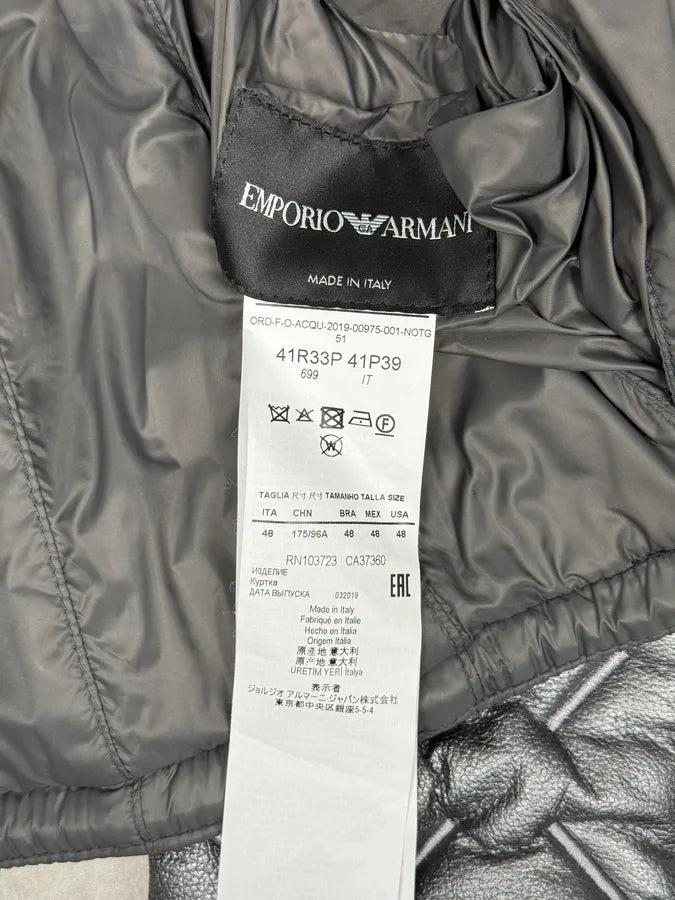 EMPORIO ARMANI
MADE IN ITALY
ORD-F-O-ACQU-2019-00975-001-NOTG
51
41R33P 41P39
699 IT
F
W
TAGLIA 尺寸 尺寸 TAMANHO TALLA SIZE
ITA CHN BRA MEX USA
48 175/96A 48 48 48
RN103723 CA37360
ИЗДЕЛИЕ
Куртка
ДАТА ВЫПУСКА 032019
EAC
Made in Italy
Fabriqué en Italie
Hecho en Italia
Origem Itália
原產地 意大利
原产地 意大利
ÜRETİM YERİ İtalya
表示者
ジョルジオ アルマーニ ジャパン株式会社
東京都中央区銀座5-5-4